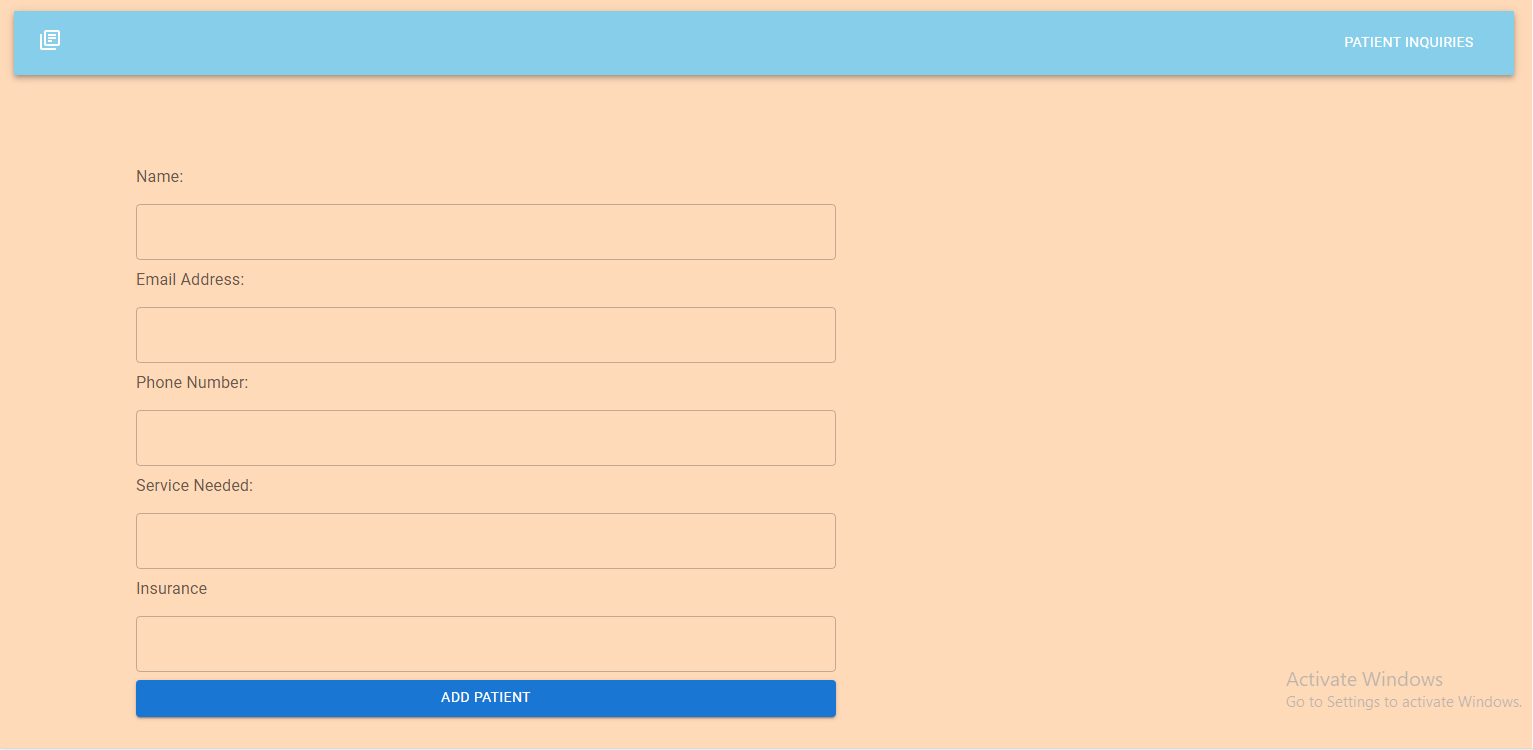 PATIENT INQUIRIES
Name:
Email Address:
Phone Number:
Service Needed:
Insurance
ADD PATIENT
Activate Windows
Go to Settings to activate Windows.